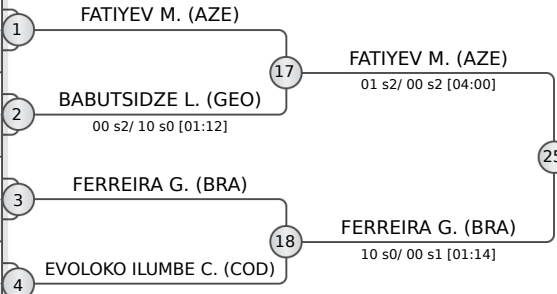 FATIYEV M. (AZE)
1
17
FATIYEV M. (AZE)
01 s2/ 00 s2 [04:00]
BABUTSIDZE L. (GEO)
2
00 s2/ 10 s0 [01:12]
25
FERREIRA G. (BRA)
3
18
FERREIRA G. (BRA)
10 s0/ 00 s1 [01:14]
EVOLOKO ILUMBE C. (COD)
4